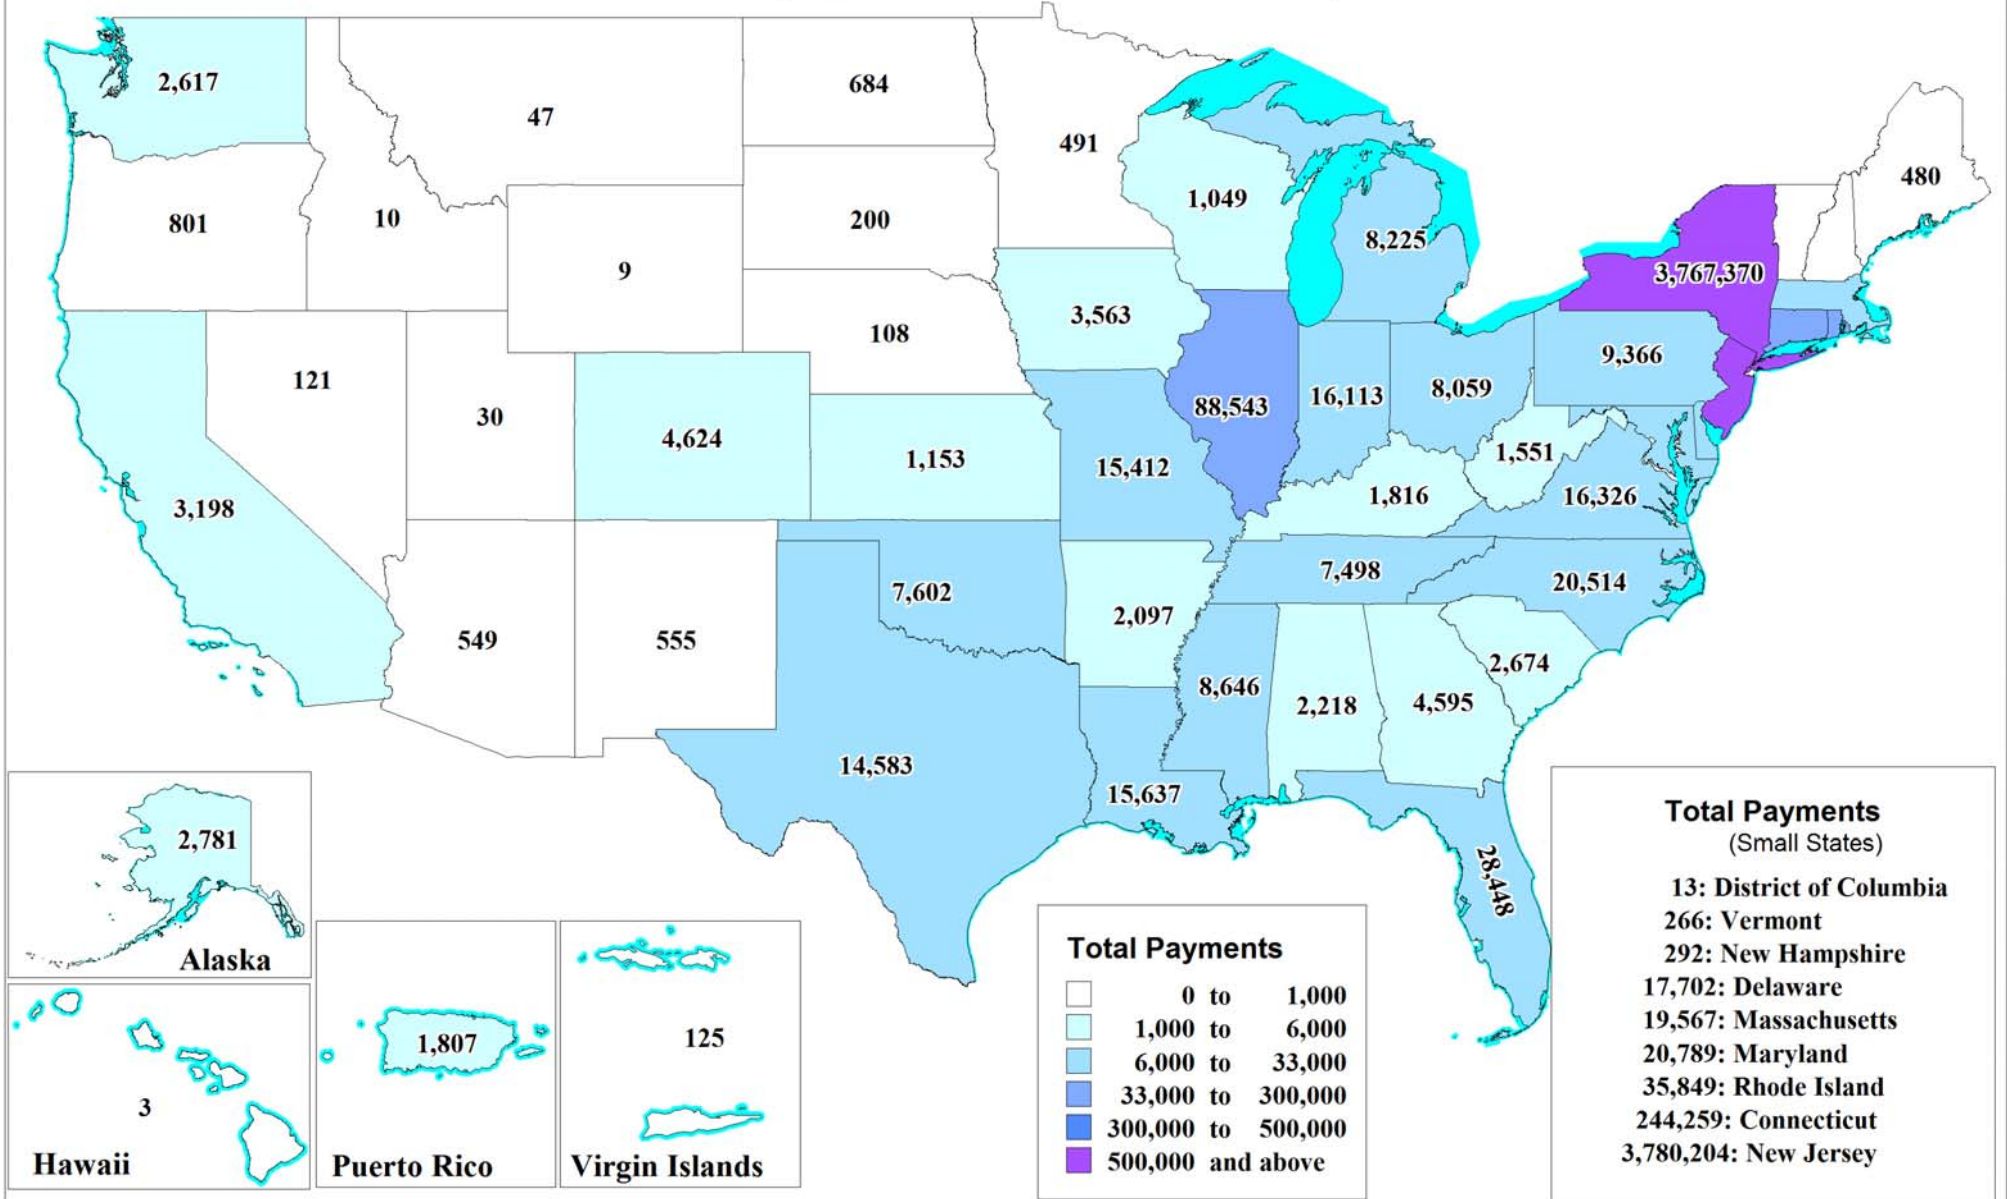 2,617
47
684
491
480
801
10
9
200
1,049
8,225
3,767,370
121
30
4,624
108
3,563
88,543
16,113
8,059
9,366
3,198
1,153
15,412
1,816
1,551
16,326
549
555
7,602
2,097
7,498
20,514
14,583
15,637
8,646
2,218
4,595
2,674
28,448
2,781
Alaska
3
Hawaii
1,807
Puerto Rico
125
Virgin Islands
Total Payments
0 to 1,000
1,000 to 6,000
6,000 to 33,000
33,000 to 300,000
300,000 to 500,000
500,000 and above
Total Payments
(Small States)
13: District of Columbia
266: Vermont
292: New Hampshire
17,702: Delaware
19,567: Massachusetts
20,789: Maryland
35,849: Rhode Island
244,259: Connecticut
3,780,204: New Jersey